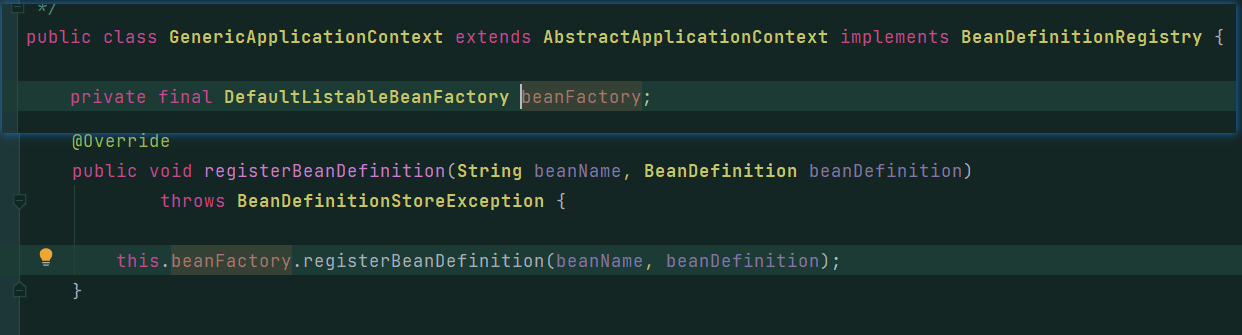 */
public class GenericApplicationContext extends AbstractApplicationContext implements BeanDefinitionRegistry {
private final DefaultListableBeanFactory beanFactory;
@Override
public void registerBeanDefinition(String beanName, BeanDefinition beanDefinition)
throws BeanDefinitionStoreException {
this.beanFactory.registerBeanDefinition(beanName, beanDefinition);
}